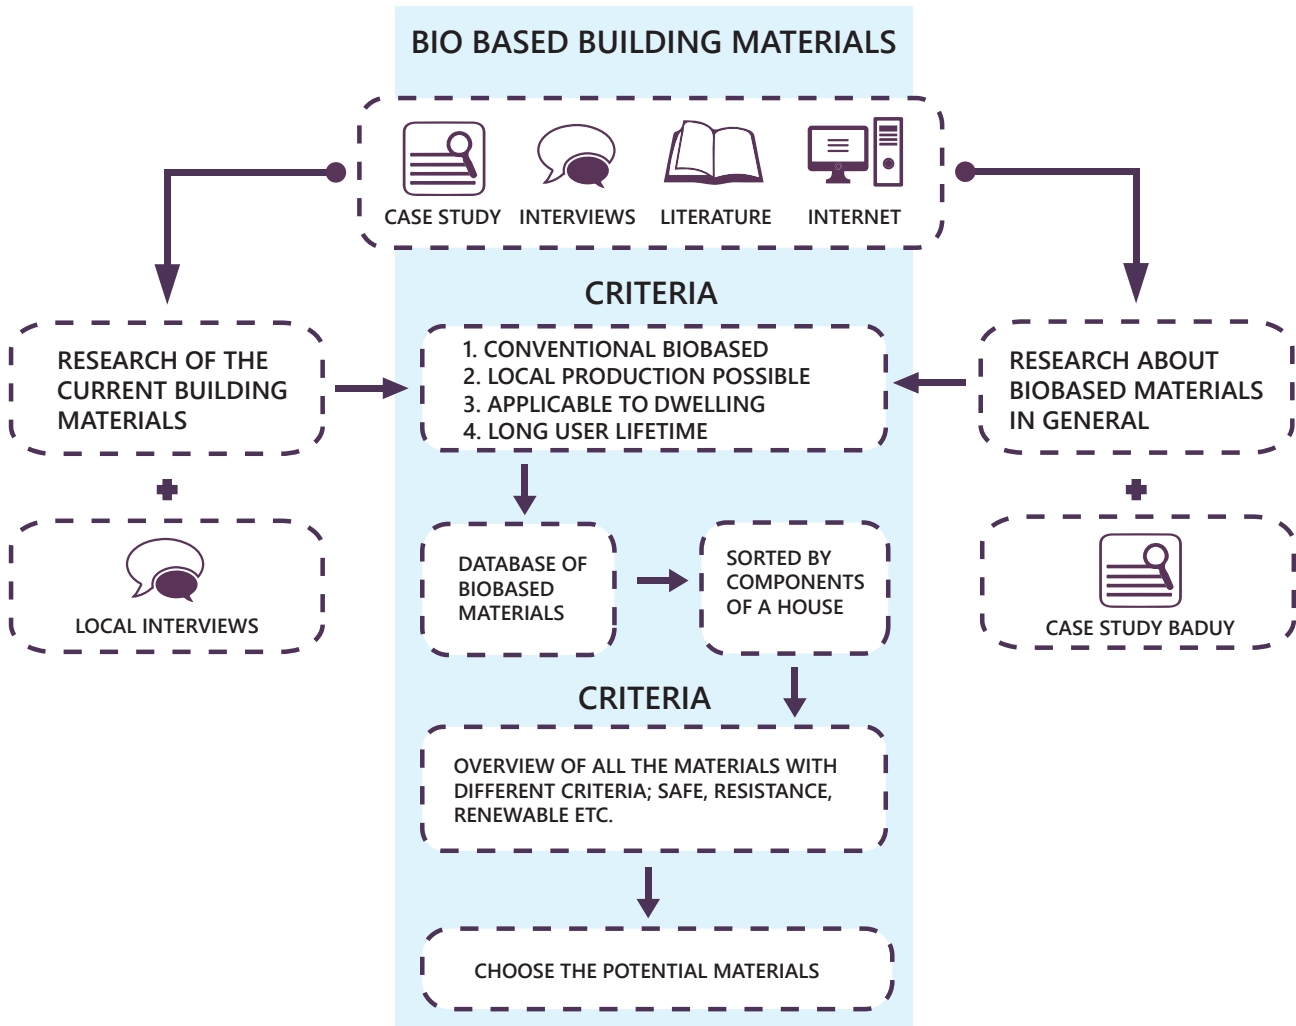 BIO BASED BUILDING MATERIALS
CASE STUDY
INTERVIEWS
LITERATURE
INTERNET
CRITERIA
RESEARCH OF THE
CURRENT BUILDING
MATERIALS
1. CONVENTIONAL BIOBASED
2. LOCAL PRODUCTION POSSIBLE
3. APPLICABLE TO DWELLING
4. LONG USER LIFETIME
RESEARCH ABOUT
BIOBASED MATERIALS
IN GENERAL
LOCAL INTERVIEWS
DATABASE OF
BIOBASED
MATERIALS
SORTED BY
COMPONENTS
OF A HOUSE
CASE STUDY BADUY
CRITERIA
OVERVIEW OF ALL THE MATERIALS WITH
DIFFERENT CRITERIA; SAFE, RESISTANCE,
RENEWABLE ETC.
CHOOSE THE POTENTIAL MATERIALS